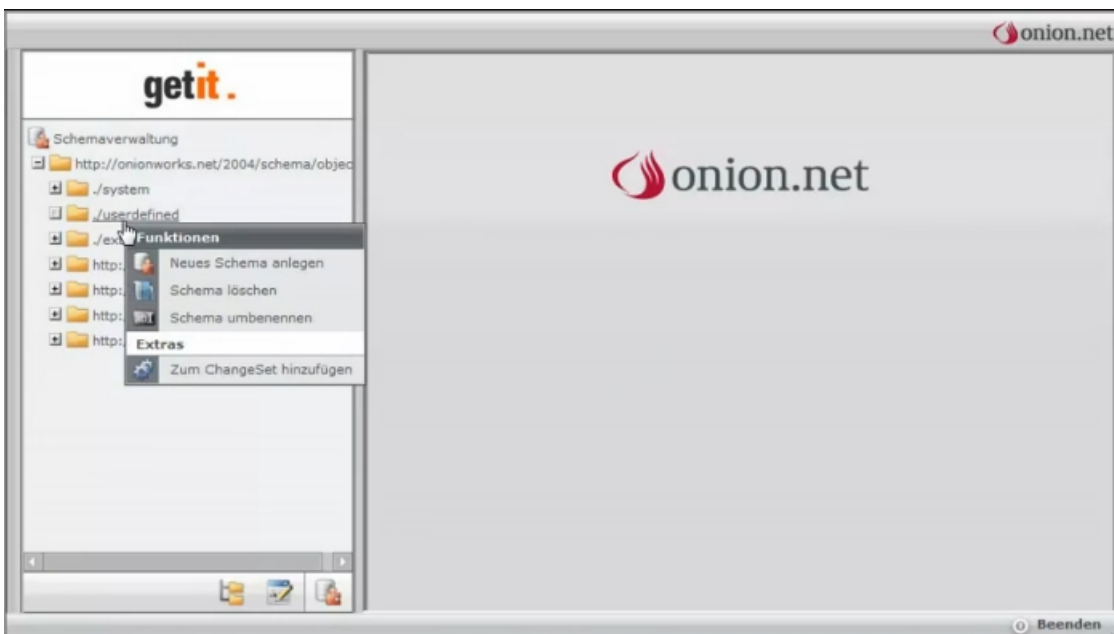 onion.net
getit.
Schemaverwaltung
http://onionworks.net/2004/schema/objec
./system
./userdefined
./ex
Funktionen
http:
Neues Schema anlegen
http:
Schema löschen
http:
Schema umbenennen
http:
Extras
Zum ChangeSet hinzufügen
onion.net
Beenden